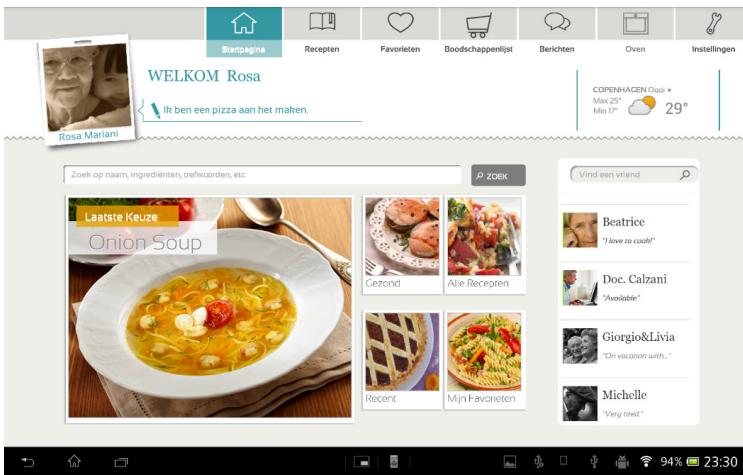 Startpagina
Recepten
Favorieten
Boodschappenlijst
Berichten
Oven
Instellingen
WELKOM Rosa
Ik ben een pizza aan het maken.
Rosa Mariani
COPENHAGEN Oggi
Max 25°
Min 17°
29°
Zoek op naam, ingrediënten, trefwoorden, etc
ZOEK
Laatste Keuze
Onion Soup
Gezond
Alle Recepten
Recent
Mijn Favorieten
Vind een vriend
Beatrice
"I love to cook!"
Doc. Calzani
"Available"
Giorgio&Livia
"On vacation with..."
Michelle
"Very tired."
94%
23:30